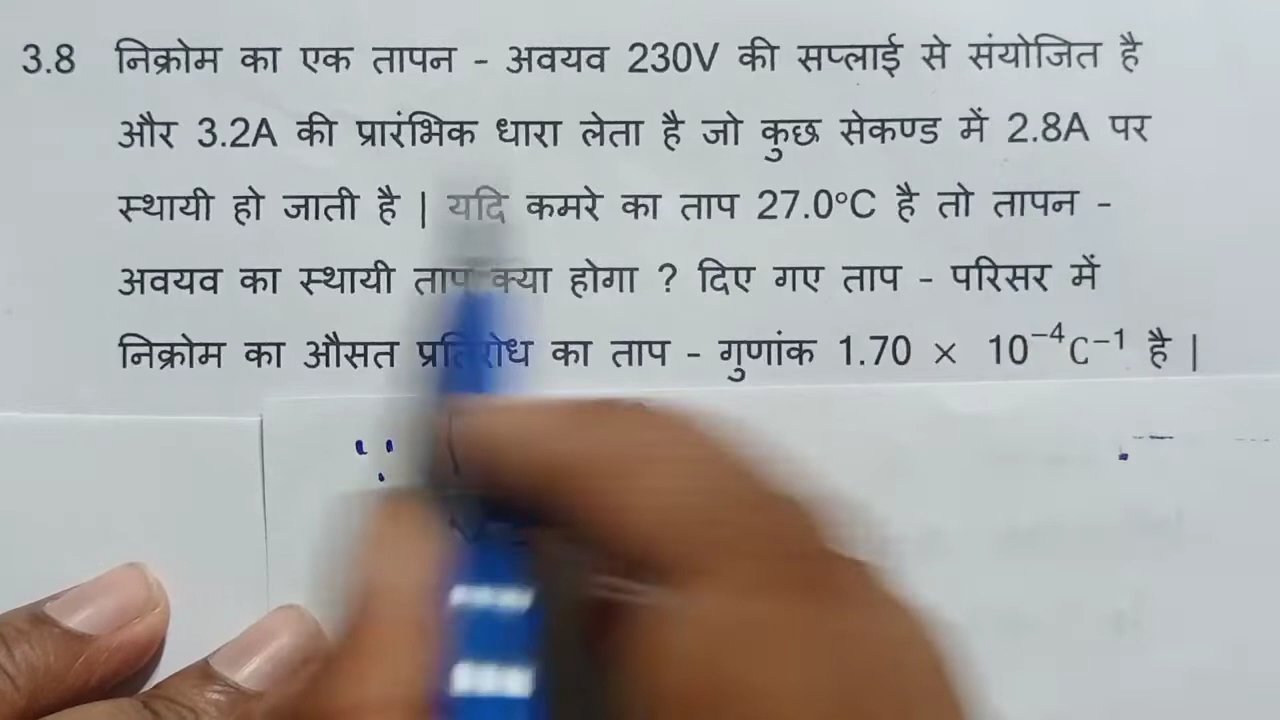 3.8 निक्रोम का एक तापन - अवयव 230V की सप्लाई से संयोजित है
और 3.2A की प्रारंभिक धारा लेता है जो कुछ सेकण्ड में 2.8A पर
स्थायी हो जाती है | यदि कमरे का ताप 27.0°C है तो तापन -
अवयव का स्थायी ताप क्या होगा ? दिए गए ताप - परिसर में
निक्रोम का औसत प्रतिरोध का ताप - गुणांक 1.70 × 10⁻⁴C⁻¹ है |